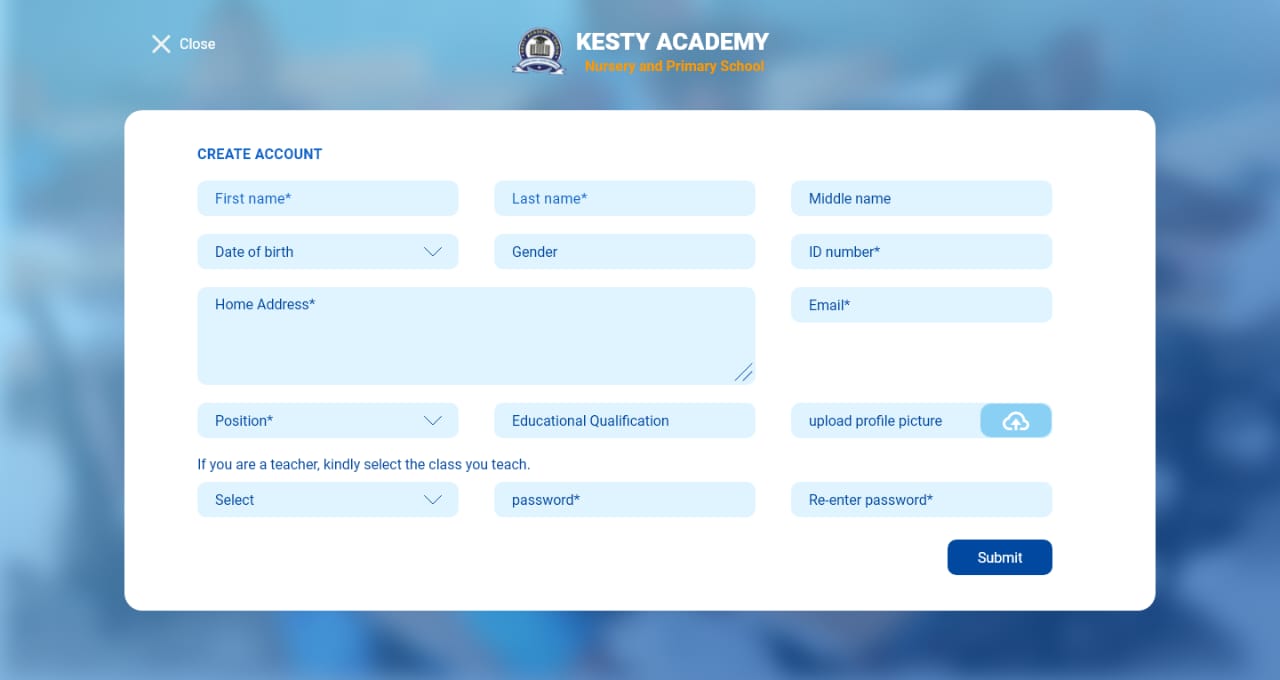 Close
KESTY ACADEMY
Nursery and Primary School
CREATE ACCOUNT
First name*
Last name*
Middle name
Date of birth
Gender
ID number*
Home Address*
Email*
Position*
Educational Qualification
upload profile picture
If you are a teacher, kindly select the class you teach.
Select
password*
Re-enter password*
Submit